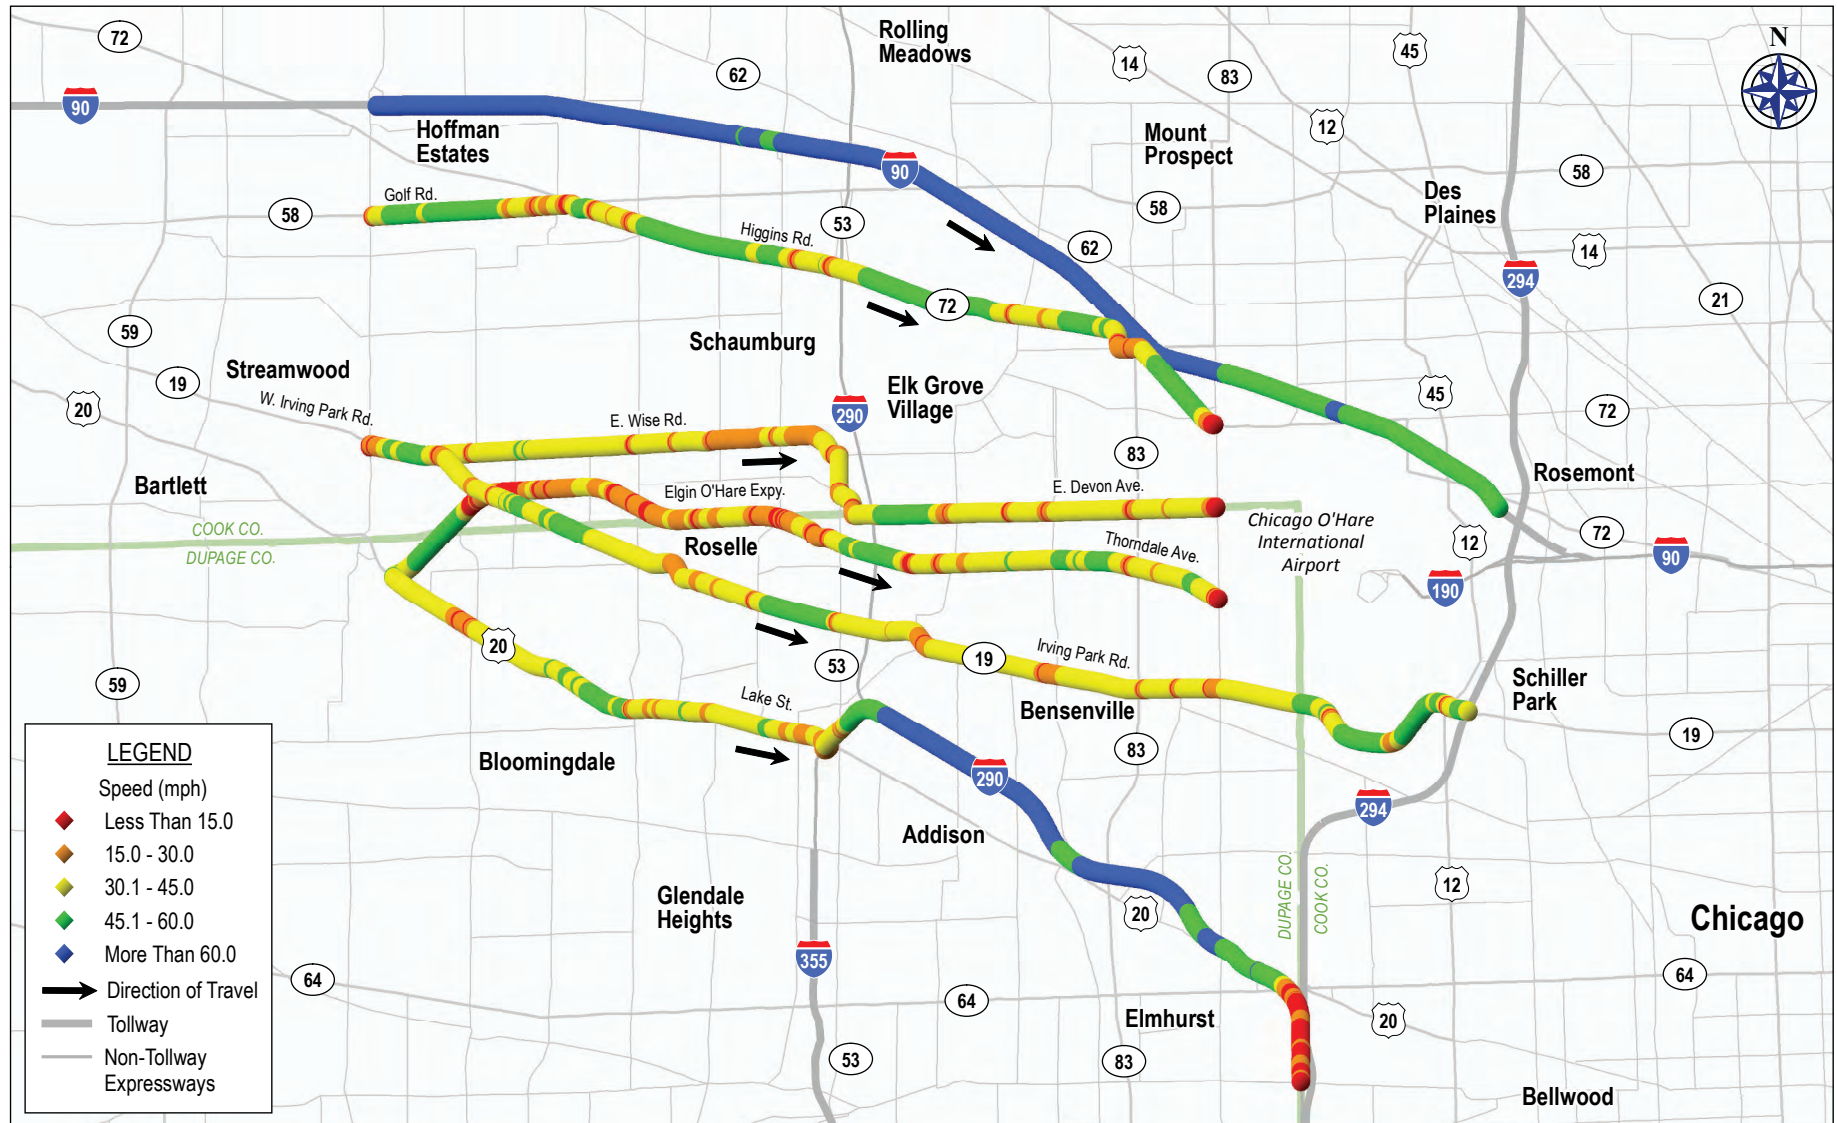 72
Rolling
Meadows
45
N
14
62
83
90
12
Hoffman
Estates
Mount
Prospect
90
58
Des
Plaines
Golf Rd.
58
58
53
Higgins Rd.
62
14
294
21
72
59
Schaumburg
Streamwood
19
Elk Grove
Village
45
20
W. Irving Park Rd.
E. Wise Rd.
290
72
83
Rosemont
Bartlett
Elgin O'Hare Expy.
E. Devon Ave.
COOK CO.
DUPAGE CO.
Chicago O'Hare
International
Airport
72
12
Roselle
Thorndale Ave.
90
190
20
Irving Park Rd.
19
53
59
Lake St.
Schiller
Park
Bensenville
19
83
Bloomingdale
290
294
Addison
LEGEND
Speed (mph)
Less Than 15.0
15.0 - 30.0
30.1 - 45.0
45.1 - 60.0
More Than 60.0
Direction of Travel
Tollway
Non-Tollway
Expressways
Glendale
Heights
DUPAGE CO.
COOK CO.
12
20
Chicago
355
64
64
64
Elmhurst
20
53
83
Bellwood